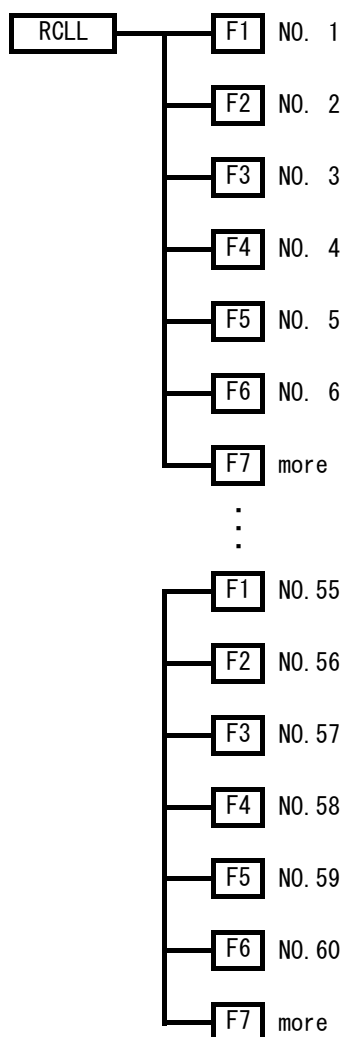 RCLL F1 NO. 1
F2 NO. 2
F3 NO. 3
F4 NO. 4
F5 NO. 5
F6 NO. 6
F7 more
F1 NO.55
F2 NO.56
F3 NO.57
F4 NO.58
F5 NO.59
F6 NO.60
F7 more